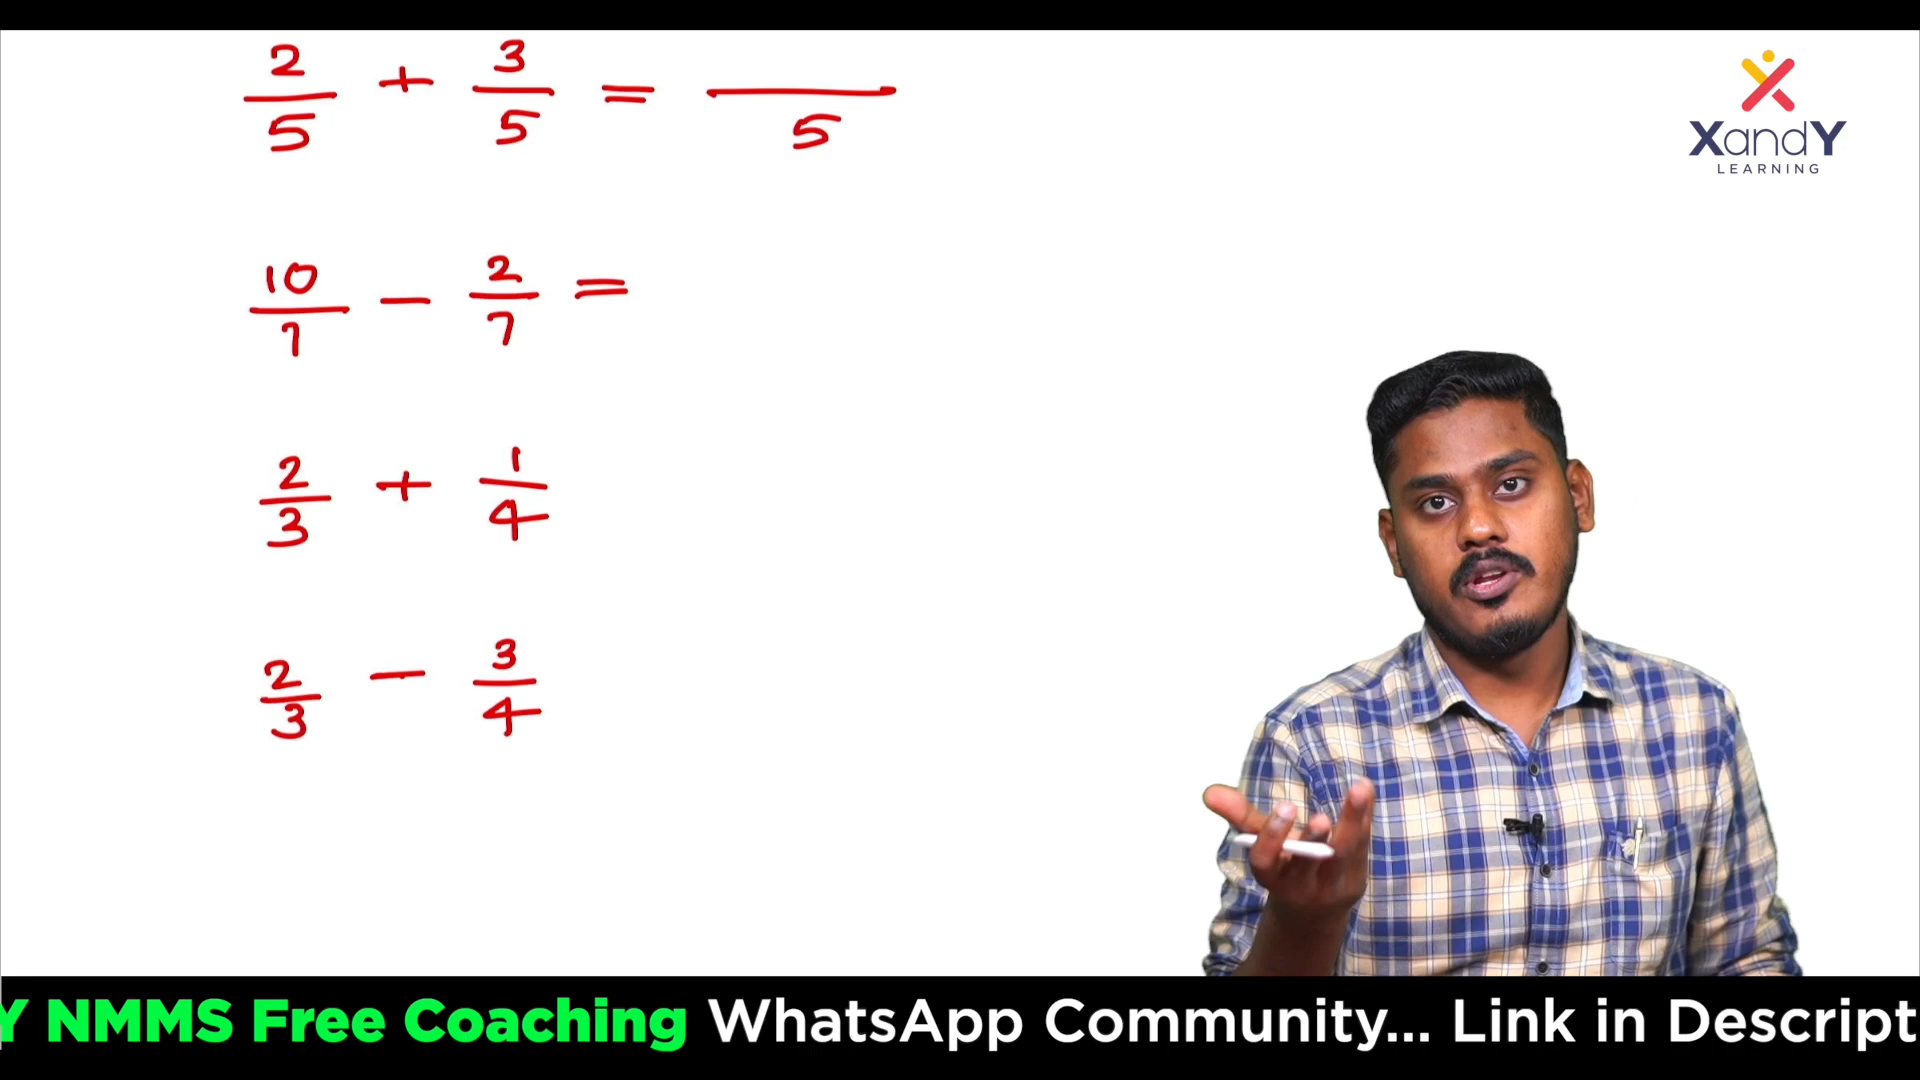 2/5 + 3/5 = /5
10/7 - 2/7 =
2/3 + 1/4
2/3 - 3/4
XandY
LEARNING
Y NMMS Free Coaching WhatsApp Community... Link in Descript